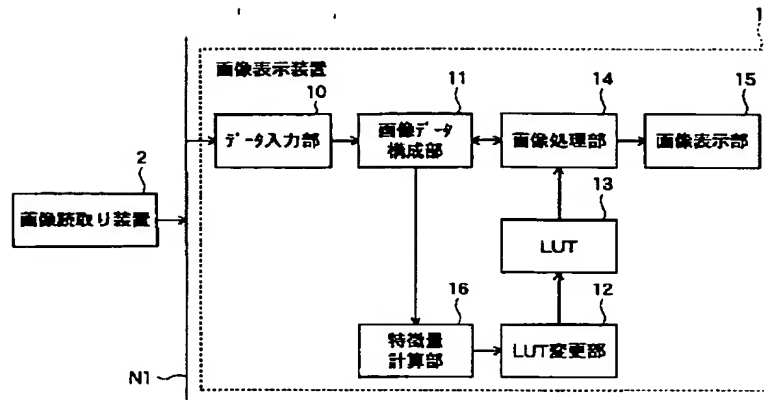 1
画像表示装置
10
データ入力部
11
画像データ
構成部
14
画像処理部
15
画像表示部
2
画像読取り装置
13
LUT
16
特徴量
計算部
12
LUT変更部
N1